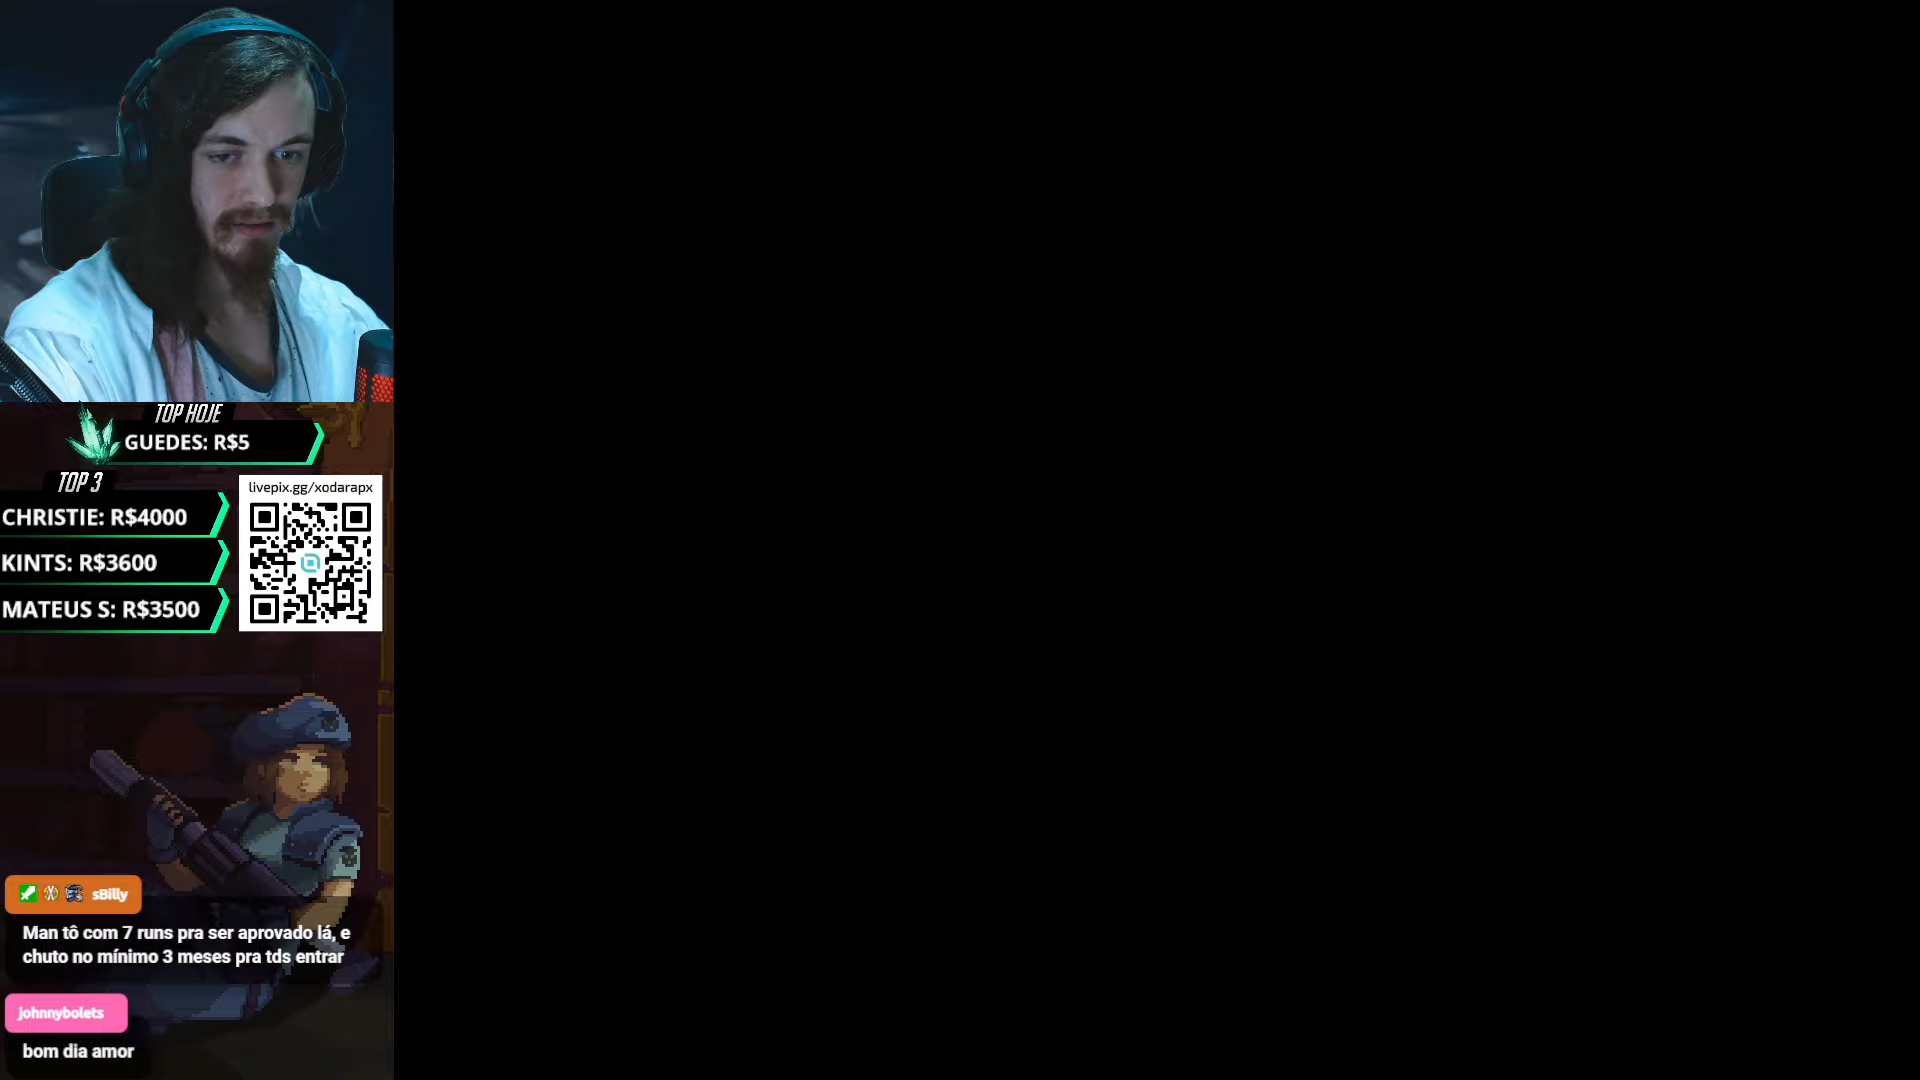 TOP HOJE
GUEDES: R$5
TOP 3
CHRISTIE: R$4000
KINTS: R$3600
MATEUS S: R$3500
livepix.gg/xodarapx
sBilly
Man tô com 7 runs pra ser aprovado lá, e
chuto no mínimo 3 meses pra tds entrar
johnnybolets
bom dia amor